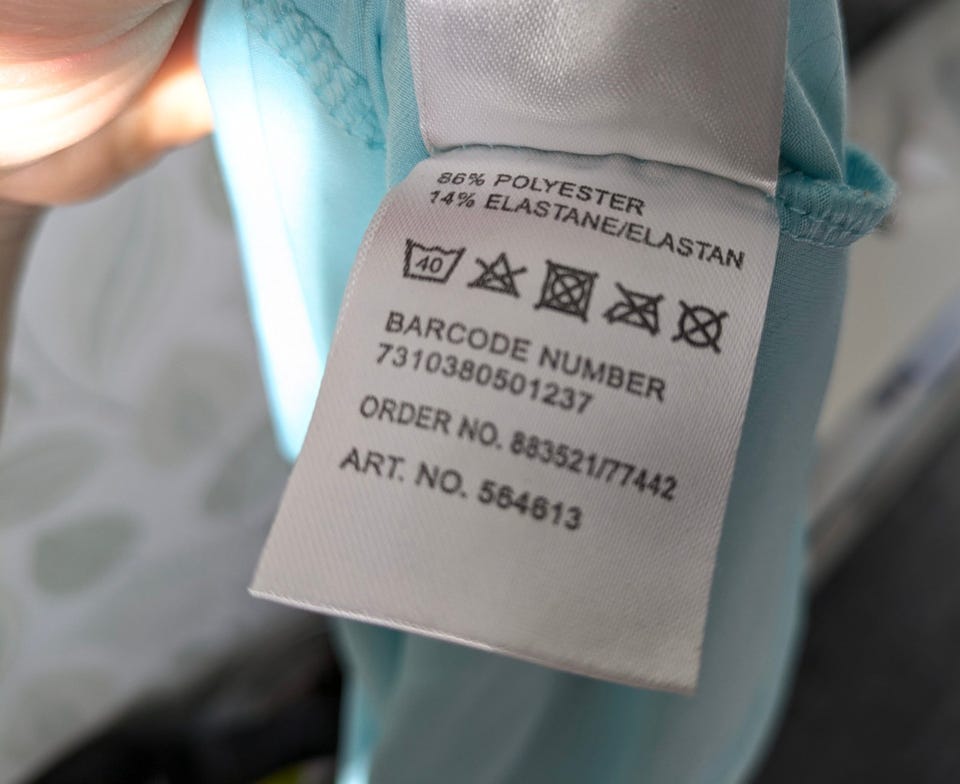 86% POLYESTER
14% ELASTANE/ELASTAN
40
BARCODE NUMBER
7310380501237
ORDER NO. 883521/77442
ART. NO. 564613